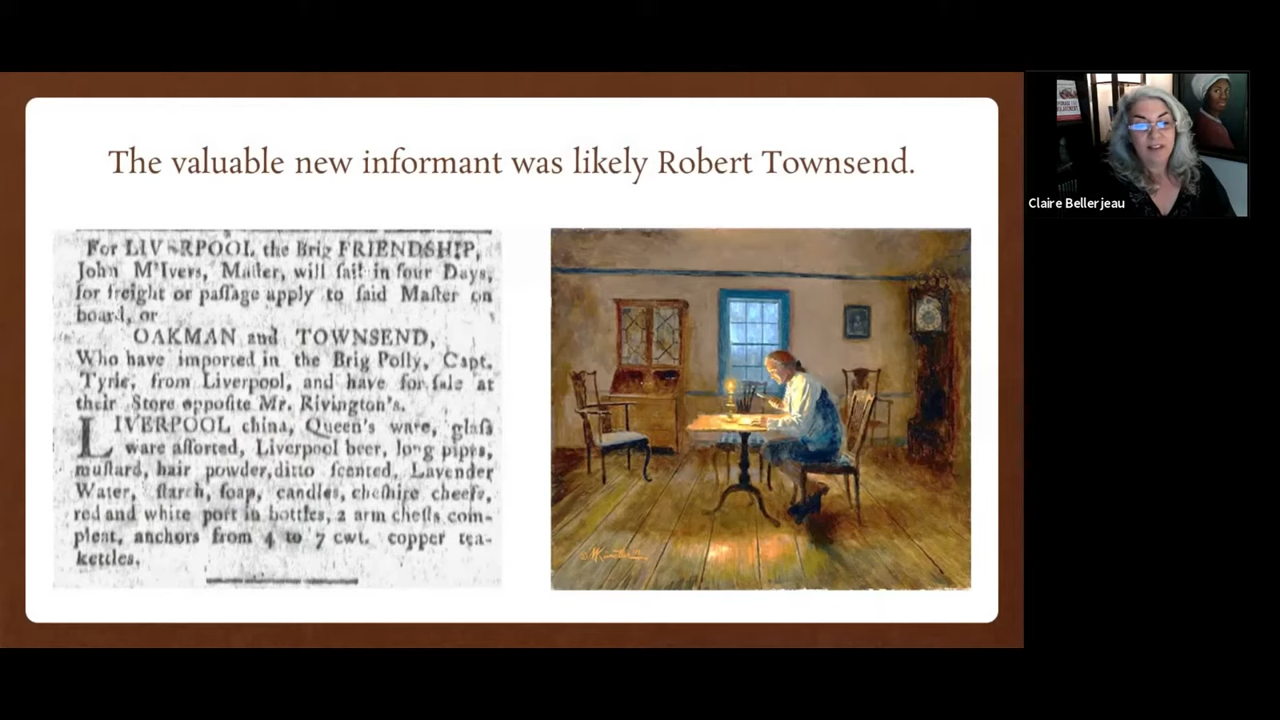 The valuable new informant was likely Robert Townsend.
For LIVERPOOL the Brig FRIENDSHIP,
John M'Ivers, Master, will sail in four Days,
for freight or passage apply to said Master on
board, or
OAKMAN and TOWNSEND,
Who have imported in the Brig Polly, Capt.
Tyrie, from Liverpool, and have for sale at
their Store opposite Mr. Rivington's.
LIVERPOOL china, Queen's ware, glass
ware assorted, Liverpool beer, long pipes,
mustard, hair powder, ditto scented, Lavender
Water, starch, soap, candles, cheshire cheese,
red and white port in bottles, 2 arm chests com-
pleat, anchors from 4 to 7 cwt. copper tea-
kettles.
Claire Bellerjeau